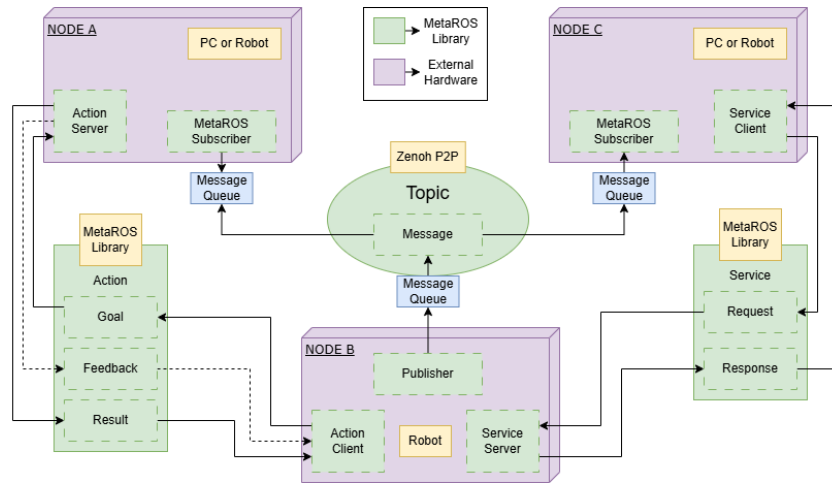 NODE A
PC or Robot
Action
Server
MetaROS
Subscriber
Message
Queue
MetaROS
Library
External
Hardware
NODE C
PC or Robot
MetaROS
Subscriber
Service
Client
Message
Queue
Zenoh P2P
Topic
Message
Message
Queue
MetaROS
Library
Action
Goal
Feedback
Result
NODE B
Publisher
Action
Client
Robot
Service
Server
MetaROS
Library
Service
Request
Response